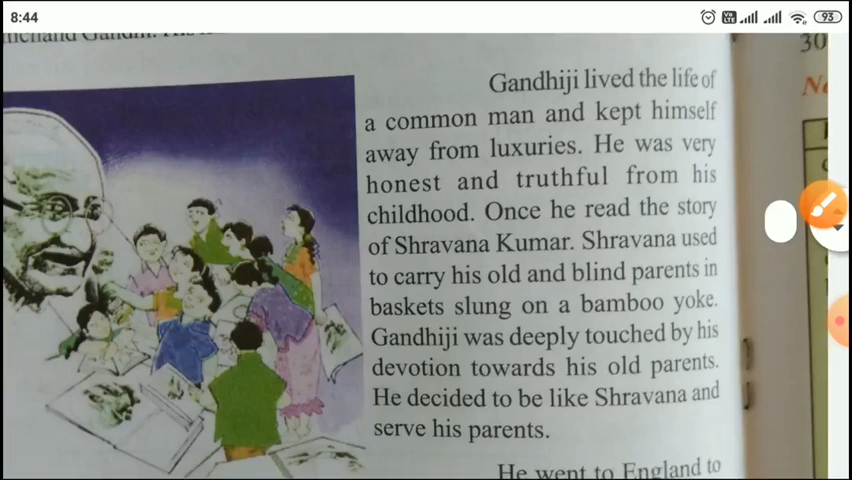 8:44
93
30
Gandhiji lived the life of
a common man and kept himself
away from luxuries. He was very
honest and truthful from his
childhood. Once he read the story
of Shravana Kumar. Shravana used
to carry his old and blind parents in
baskets slung on a bamboo yoke.
Gandhiji was deeply touched by his
devotion towards his old parents.
He decided to be like Shravana and
serve his parents.
He went to England to